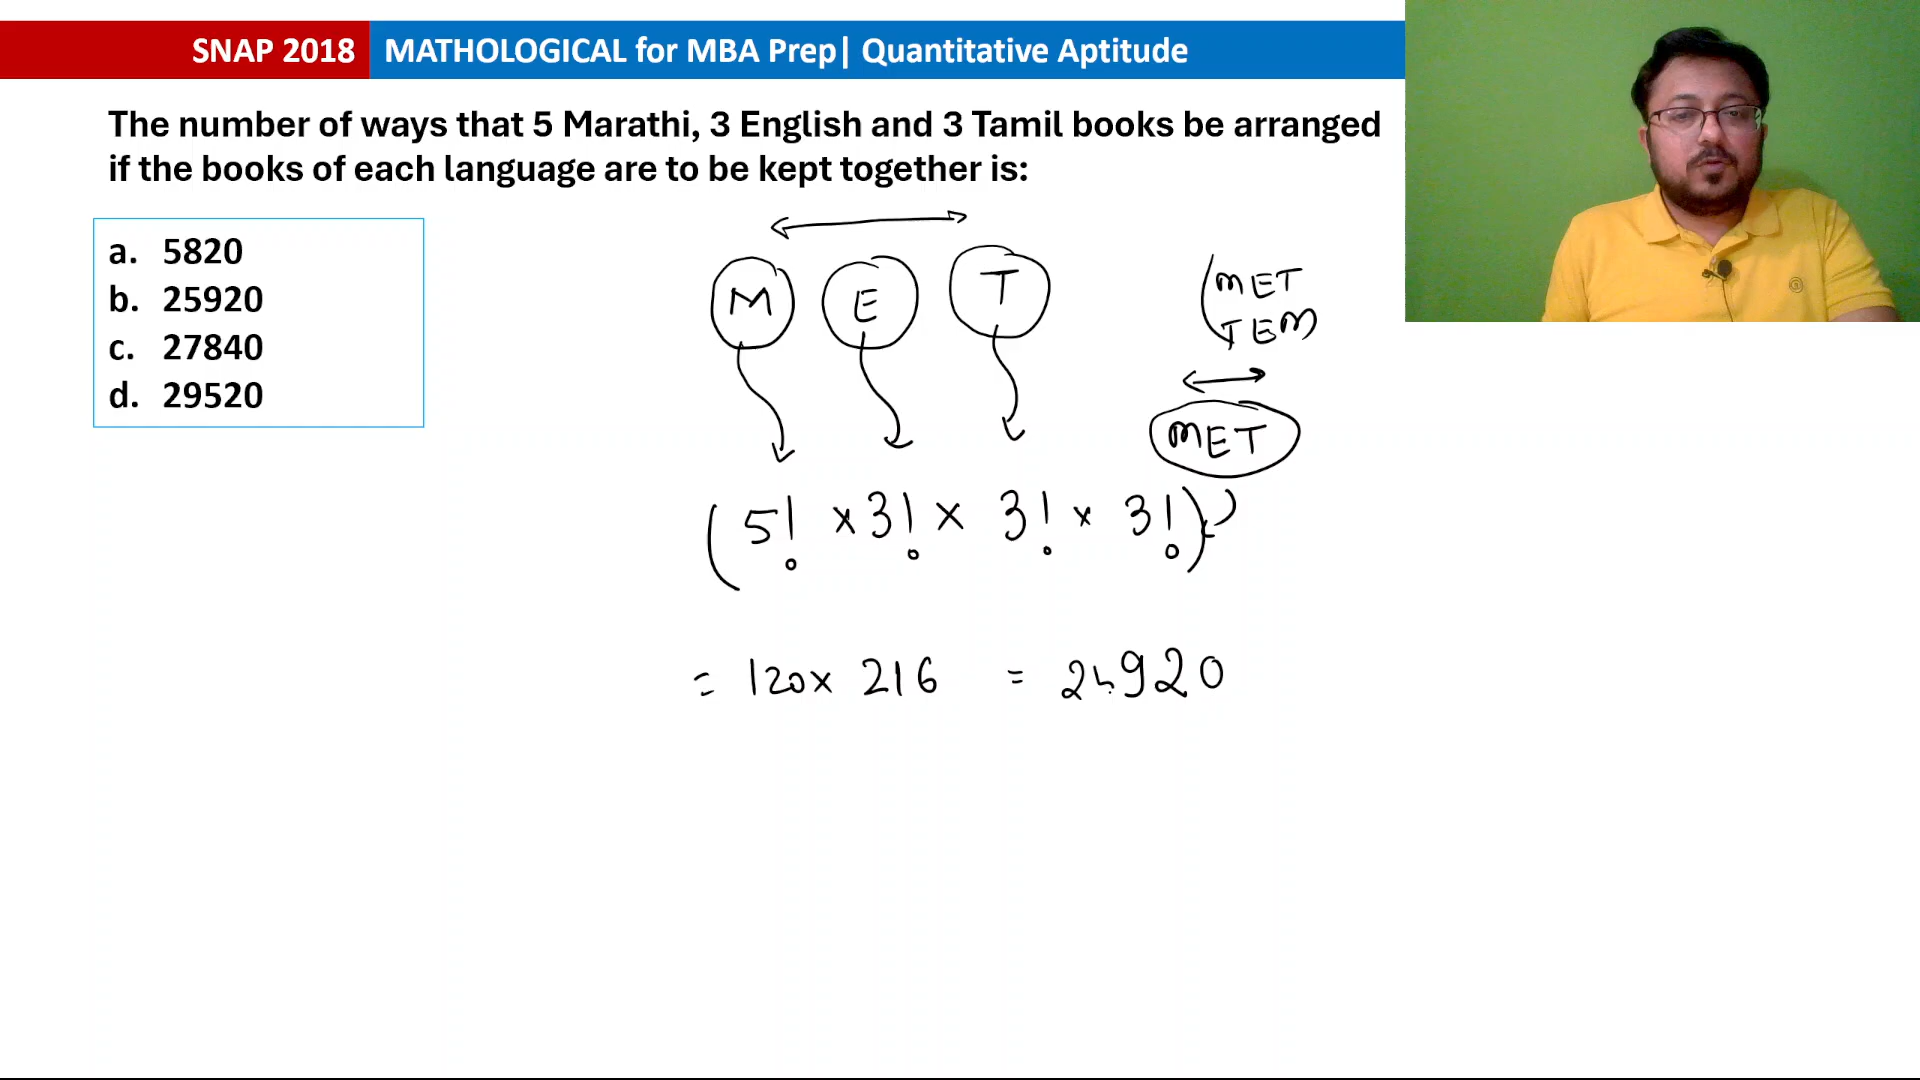 SNAP 2018 MATHOLOGICAL for MBA Prep| Quantitative Aptitude
The number of ways that 5 Marathi, 3 English and 3 Tamil books be arranged
if the books of each language are to be kept together is:
a. 5820
b. 25920
c. 27840
d. 29520
M E T
MET
TEM
MET
(5! × 3! × 3! × 3!)
= 120 × 216 = 25920